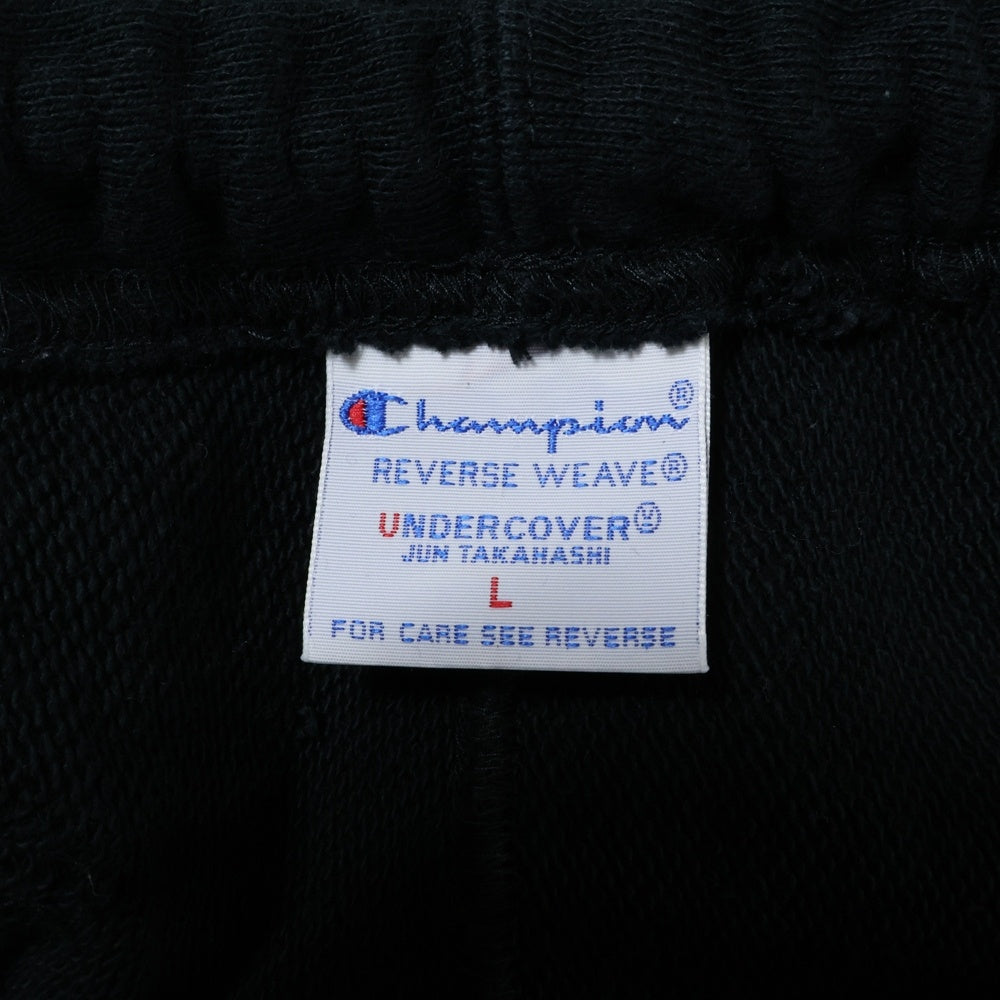 Champion®
REVERSE WEAVE®
UNDERCOVER
JUN TAKAHASHI
L
FOR CARE SEE REVERSE